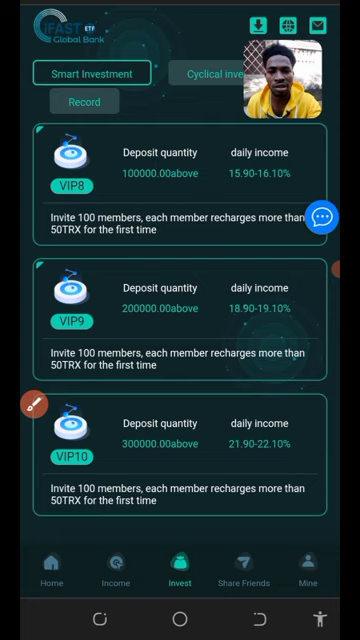 iFAST ETF
Global Bank
Smart Investment
Cyclical inve
Record
Deposit quantity
daily income
100000.00above
15.90-16.10%
VIP8
Invite 100 members, each member recharges more than
50TRX for the first time
Deposit quantity
daily income
200000.00above
18.90-19.10%
VIP9
Invite 100 members, each member recharges more than
50TRX for the first time
Deposit quantity
daily income
300000.00above
21.90-22.10%
VIP10
Invite 100 members, each member recharges more than
50TRX for the first time
Home
Income
Invest
Share Friends
Mine